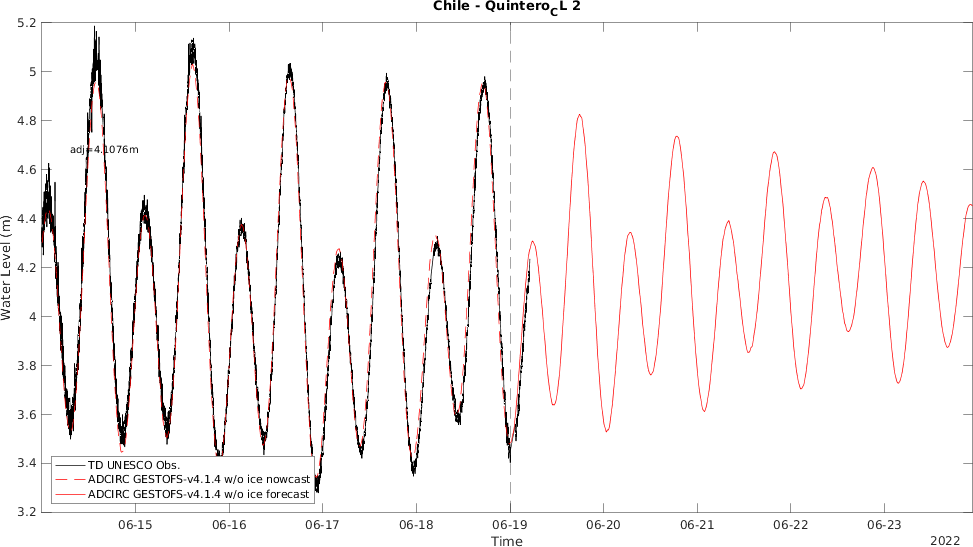 Chile - Quintero_CL 2
5.2
5
4.8
4.6
4.4
4.2
4
3.8
3.6
3.4
3.2
Water Level (m)
adj=4.1076m
TD UNESCO Obs.
ADCIRC GESTOFS-v4.1.4 w/o ice nowcast
ADCIRC GESTOFS-v4.1.4 w/o ice forecast
06-15 06-16 06-17 06-18 06-19 06-20 06-21 06-22 06-23
Time
2022